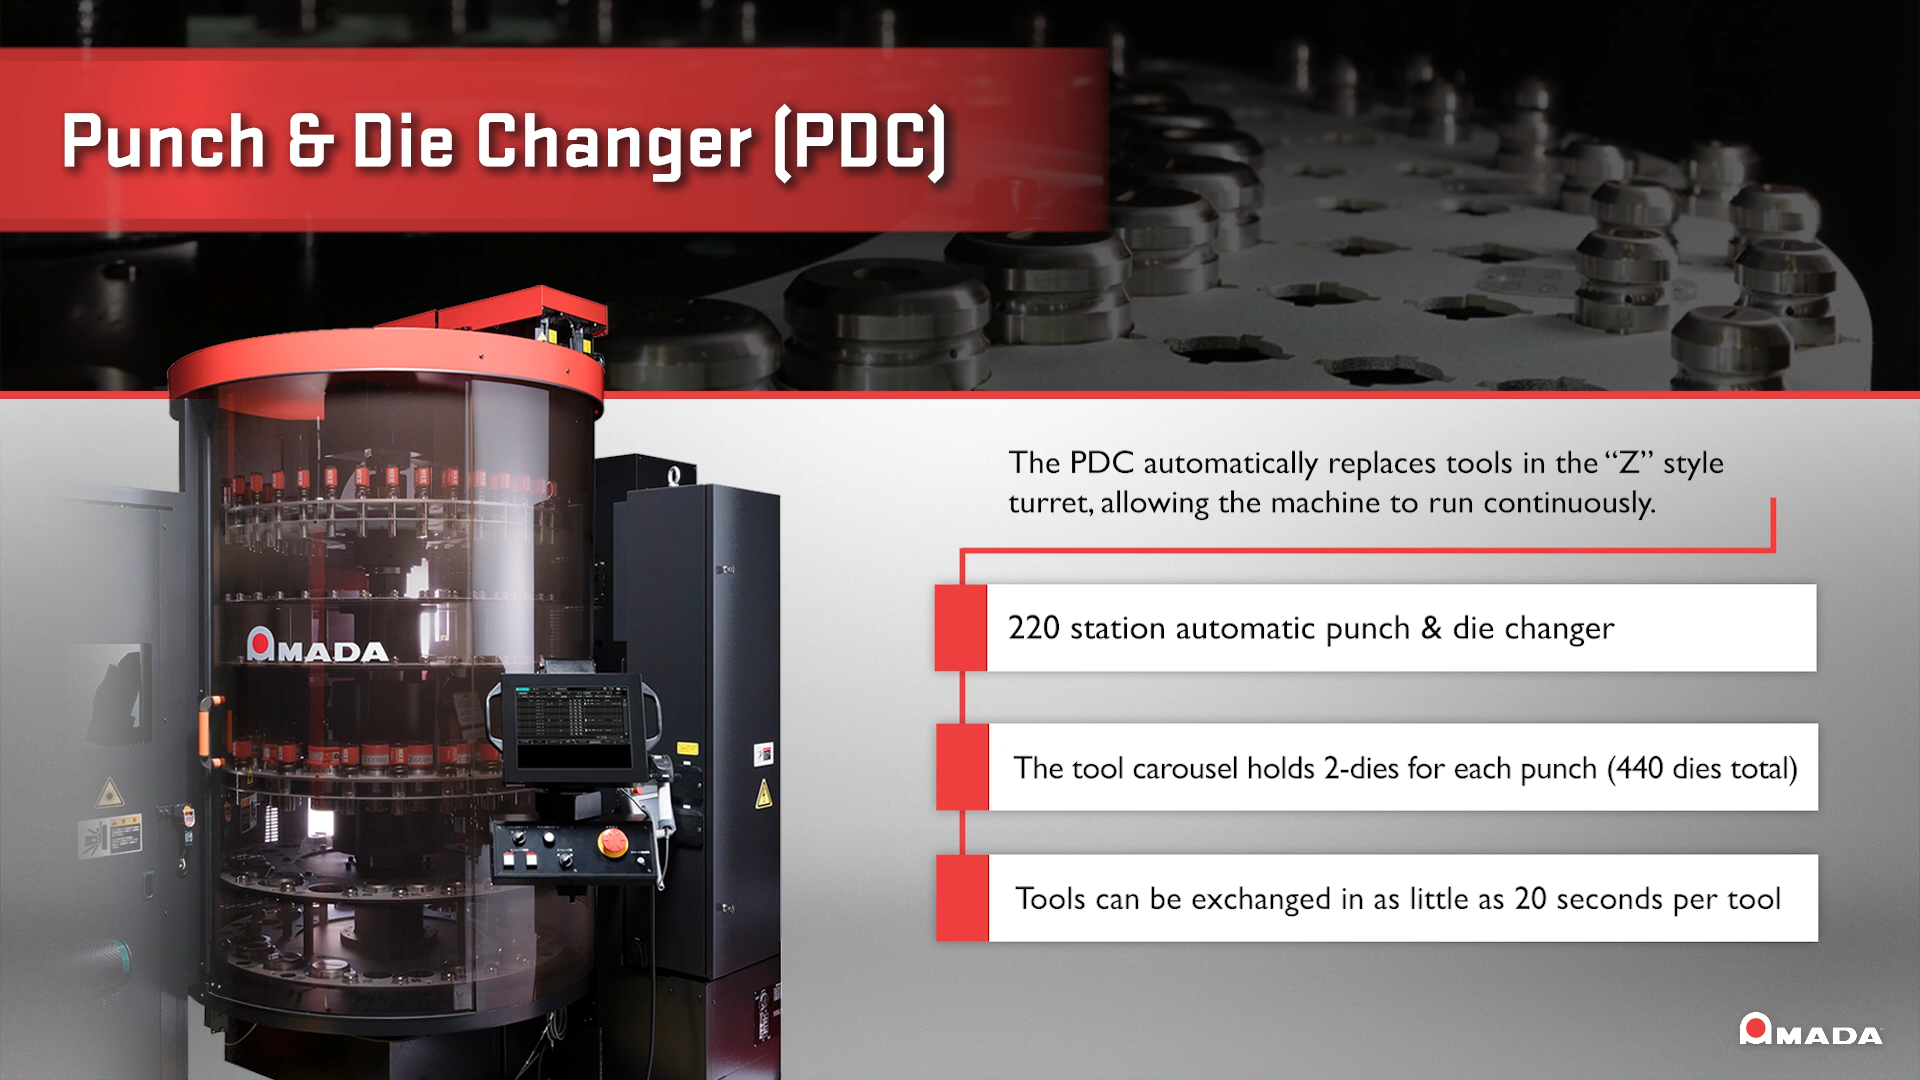 Punch & Die Changer (PDC)
The PDC automatically replaces tools in the “Z” style
turret, allowing the machine to run continuously.
220 station automatic punch & die changer
The tool carousel holds 2-dies for each punch (440 dies total)
Tools can be exchanged in as little as 20 seconds per tool
AMADA
AMADA